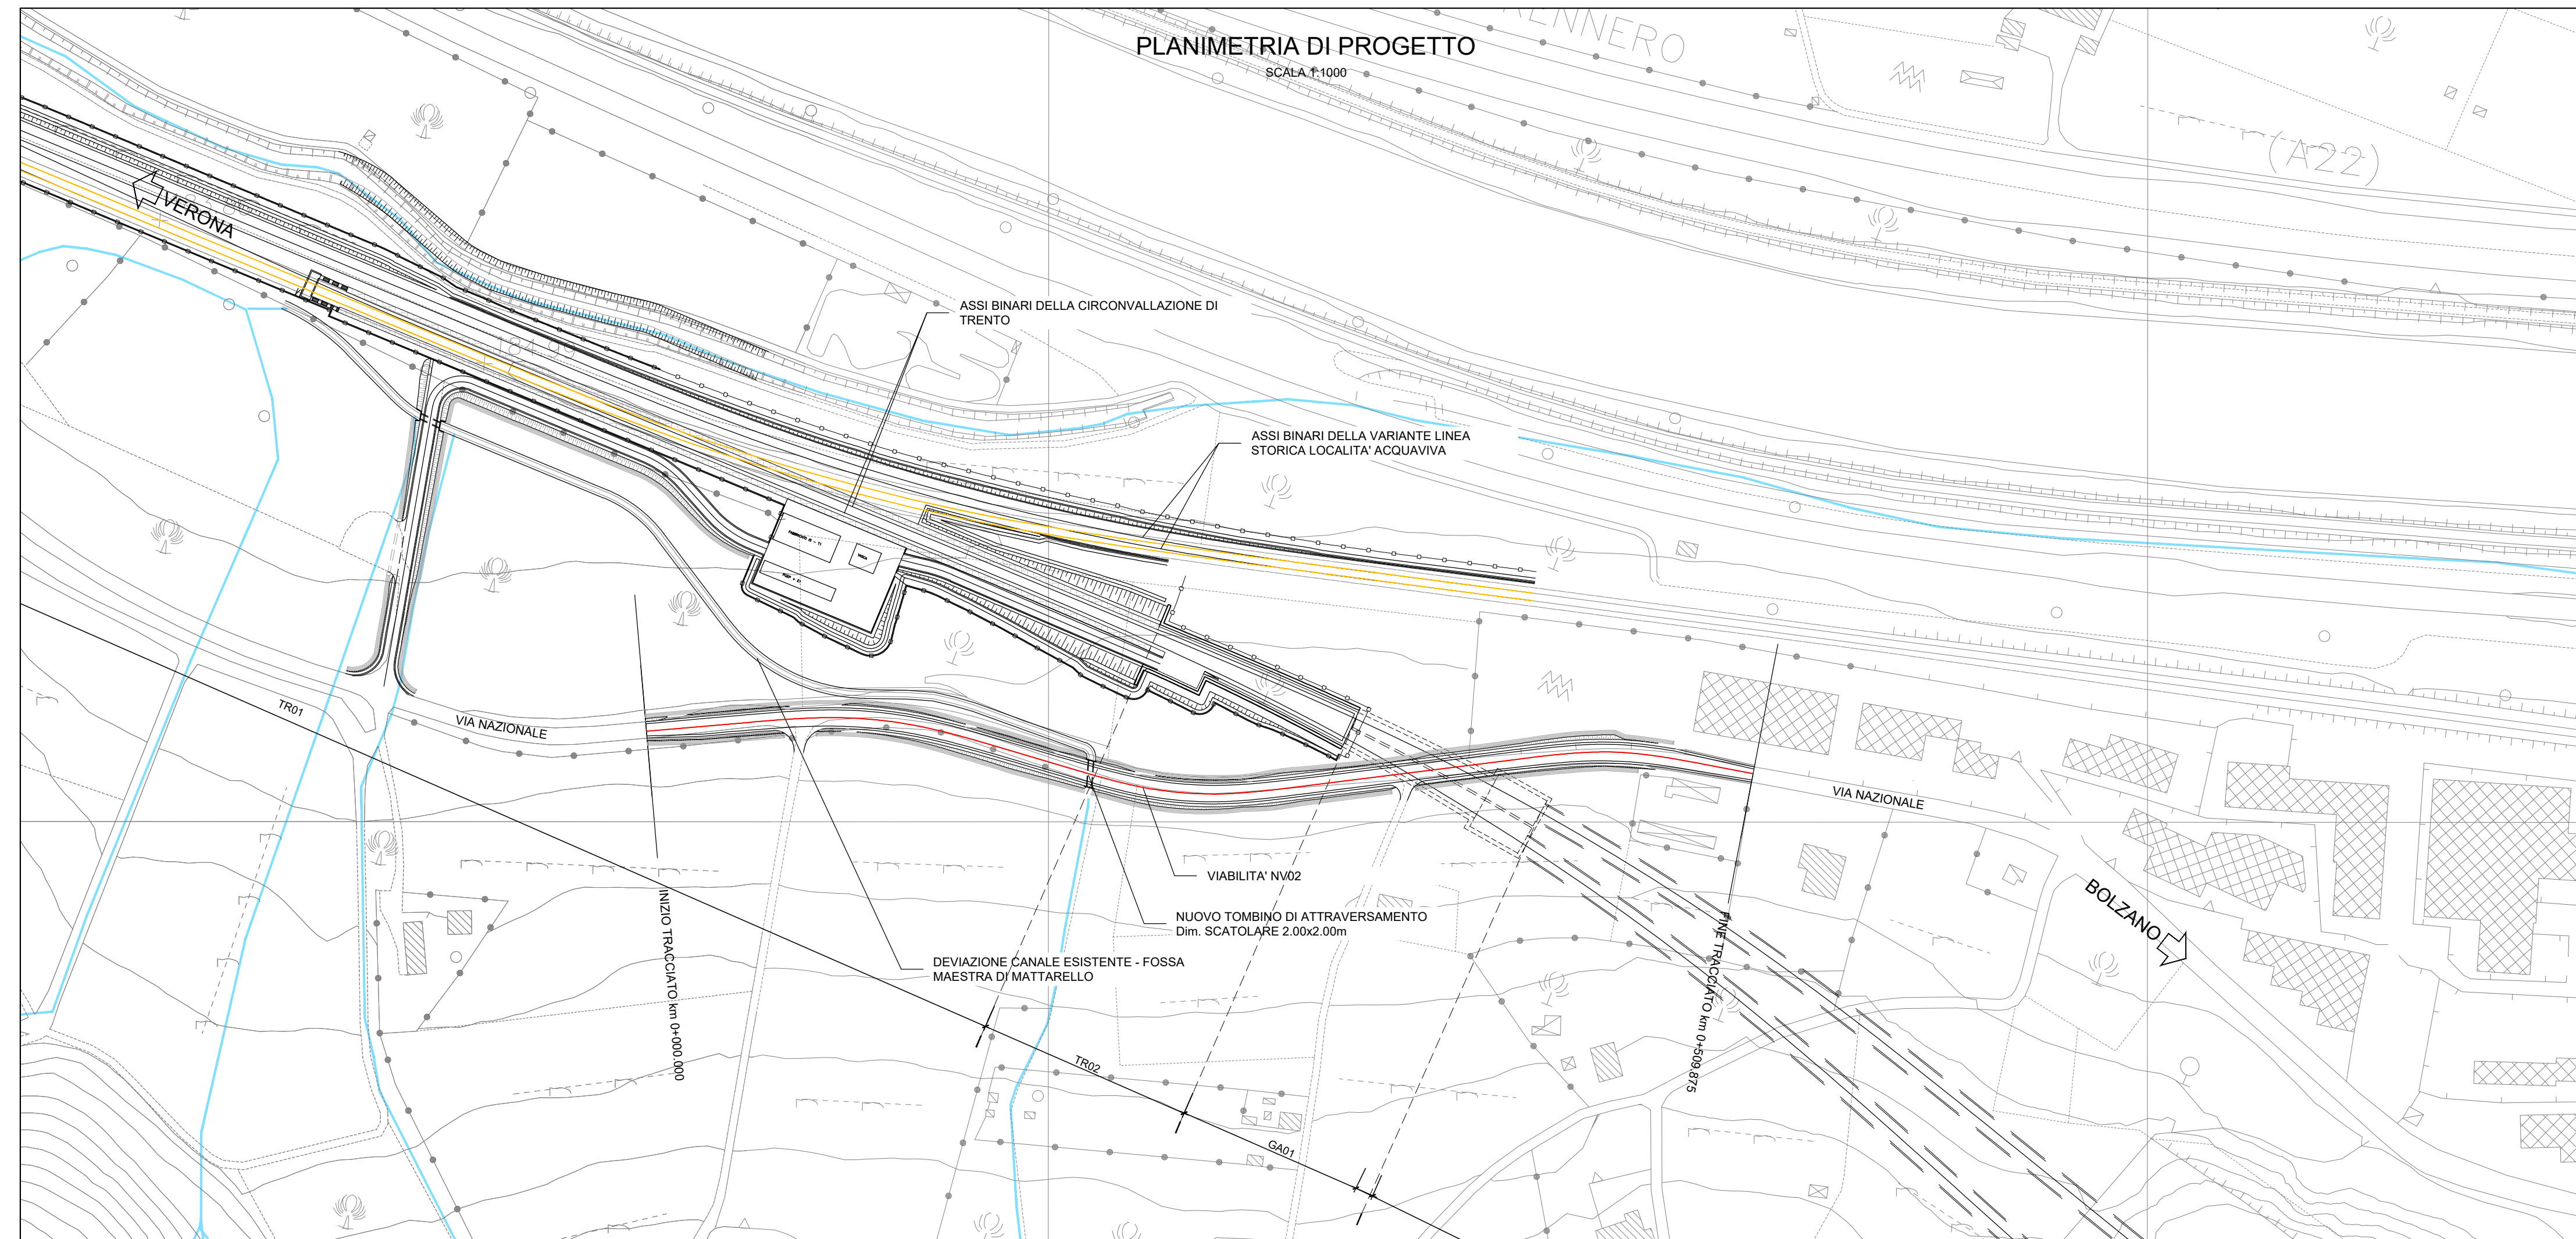 RENNERO
PLANIMETRIA DI PROGETTO
SCALA 1:1000
(A22)
VERONA
ASSI BINARI DELLA CIRCONVALLAZIONE DI
TRENTO
ASSI BINARI DELLA VARIANTE LINEA
STORICA LOCALITA' ACQUAVIVA
VASCA
TR01
VIA NAZIONALE
VIA NAZIONALE
VIABILITA' NV02
BOLZANO
NUOVO TOMBINO DI ATTRAVERSAMENTO
Dim. SCATOLARE 2.00x2.00m
DEVIAZIONE CANALE ESISTENTE - FOSSA
MAESTRA DI MATTARELLO
INIZIO TRACCIATO km 0+000.000
FINE TRACCIATO km 0+509.875
TR02
GA01